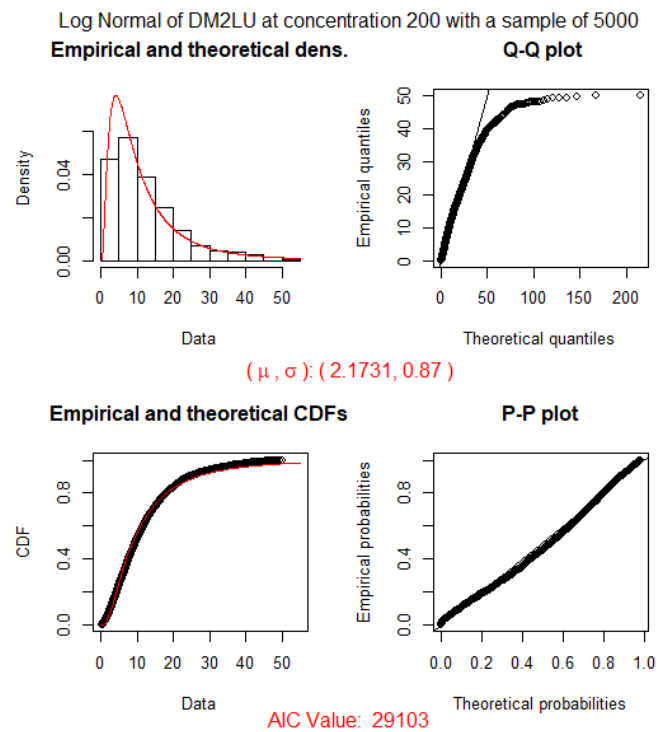 Log Normal of DM2LU at concentration 200 with a sample of 5000
Empirical and theoretical dens.
Density
0.00
0.04
0 10 20 30 40 50
Data
Q-Q plot
Empirical quantiles
0 10 20 30 40 50
0 50 100 150 200
Theoretical quantiles
( μ , σ ): ( 2.1731, 0.87 )
Empirical and theoretical CDFs
CDF
0.0 0.4 0.8
0 10 20 30 40 50
Data
P-P plot
Empirical probabilities
0.0 0.4 0.8
0.0 0.2 0.4 0.6 0.8 1.0
Theoretical probabilities
AIC Value: 29103